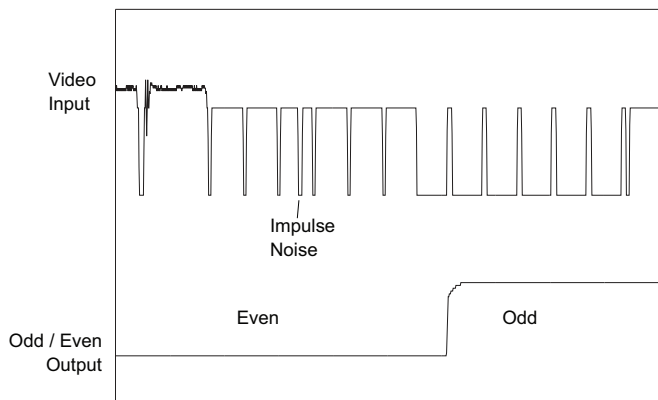 Video
Input
Impulse
Noise
Even
Odd
Odd / Even
Output